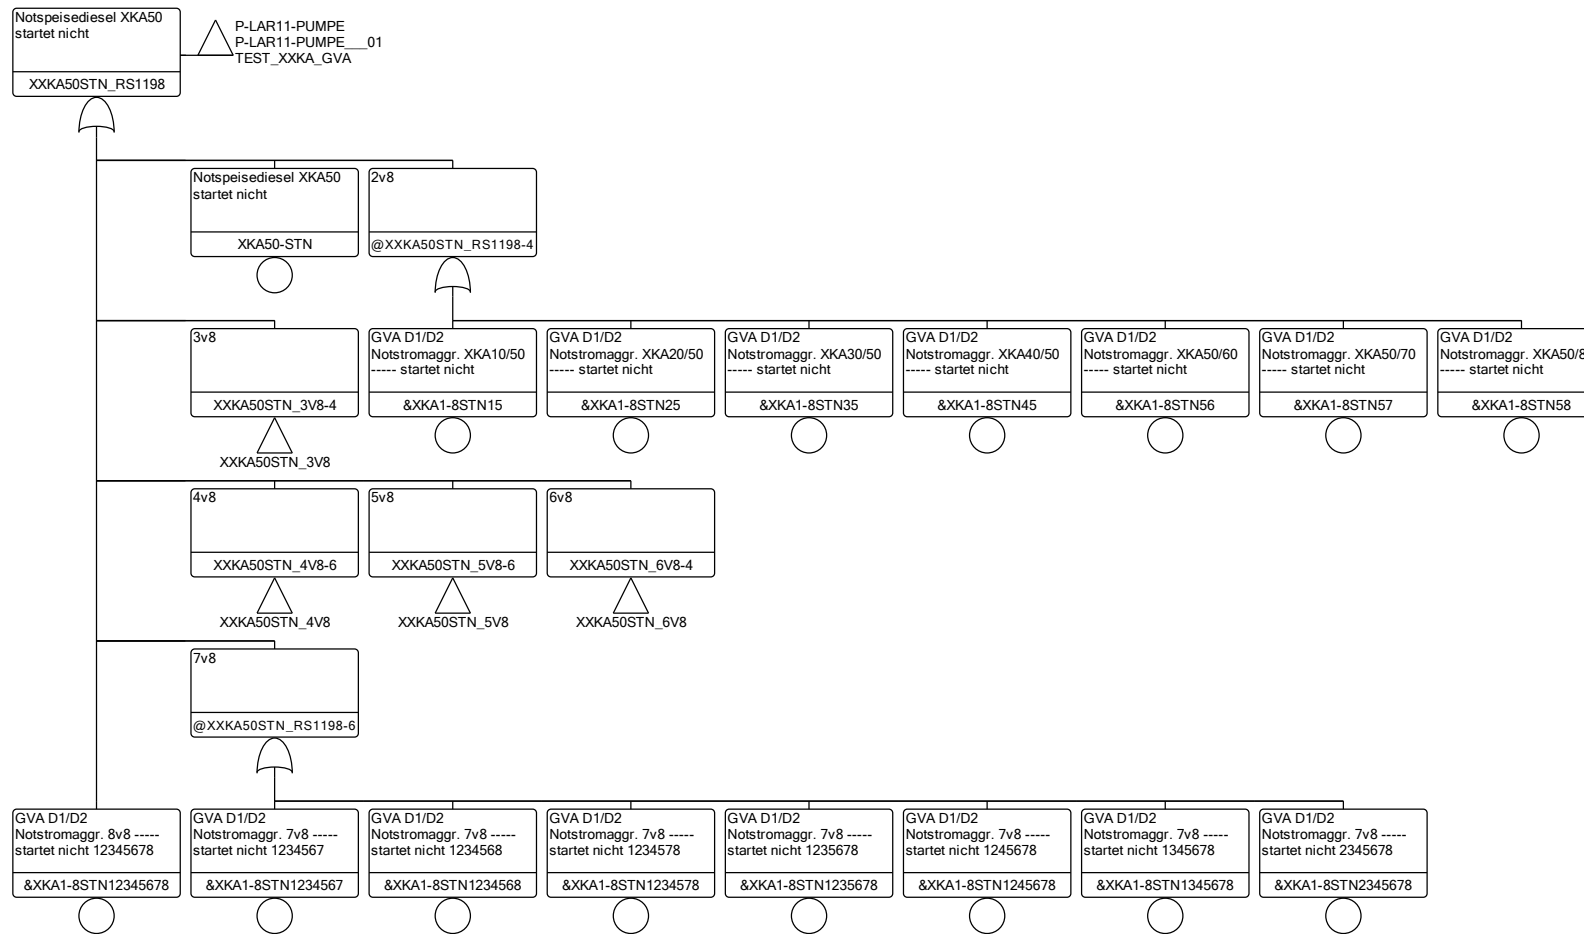 Notspeisediesel XKA50
startet nicht
XXKA50STN_RS1198
P-LAR11-PUMPE
P-LAR11-PUMPE___01
TEST_XXKA_GVA
Notspeisediesel XKA50
startet nicht
XKA50-STN
2v8
@XXKA50STN_RS1198-4
3v8
XXKA50STN_3V8-4
XXKA50STN_3V8
GVA D1/D2
Notstromaggr. XKA10/50
----- startet nicht
&XKA1-8STN15
GVA D1/D2
Notstromaggr. XKA20/50
----- startet nicht
&XKA1-8STN25
GVA D1/D2
Notstromaggr. XKA30/50
----- startet nicht
&XKA1-8STN35
GVA D1/D2
Notstromaggr. XKA40/50
----- startet nicht
&XKA1-8STN45
GVA D1/D2
Notstromaggr. XKA50/60
----- startet nicht
&XKA1-8STN56
GVA D1/D2
Notstromaggr. XKA50/70
----- startet nicht
&XKA1-8STN57
GVA D1/D2
Notstromaggr. XKA50/8
----- startet nicht
&XKA1-8STN58
4v8
XXKA50STN_4V8-6
XXKA50STN_4V8
5v8
XXKA50STN_5V8-6
XXKA50STN_5V8
6v8
XXKA50STN_6V8-4
XXKA50STN_6V8
7v8
@XXKA50STN_RS1198-6
GVA D1/D2
Notstromaggr. 8v8 -----
startet nicht 12345678
&XKA1-8STN12345678
GVA D1/D2
Notstromaggr. 7v8 -----
startet nicht 1234567
&XKA1-8STN1234567
GVA D1/D2
Notstromaggr. 7v8 -----
startet nicht 1234568
&XKA1-8STN1234568
GVA D1/D2
Notstromaggr. 7v8 -----
startet nicht 1234578
&XKA1-8STN1234578
GVA D1/D2
Notstromaggr. 7v8 -----
startet nicht 1235678
&XKA1-8STN1235678
GVA D1/D2
Notstromaggr. 7v8 -----
startet nicht 1245678
&XKA1-8STN1245678
GVA D1/D2
Notstromaggr. 7v8 -----
startet nicht 1345678
&XKA1-8STN1345678
GVA D1/D2
Notstromaggr. 7v8 -----
startet nicht 2345678
&XKA1-8STN2345678